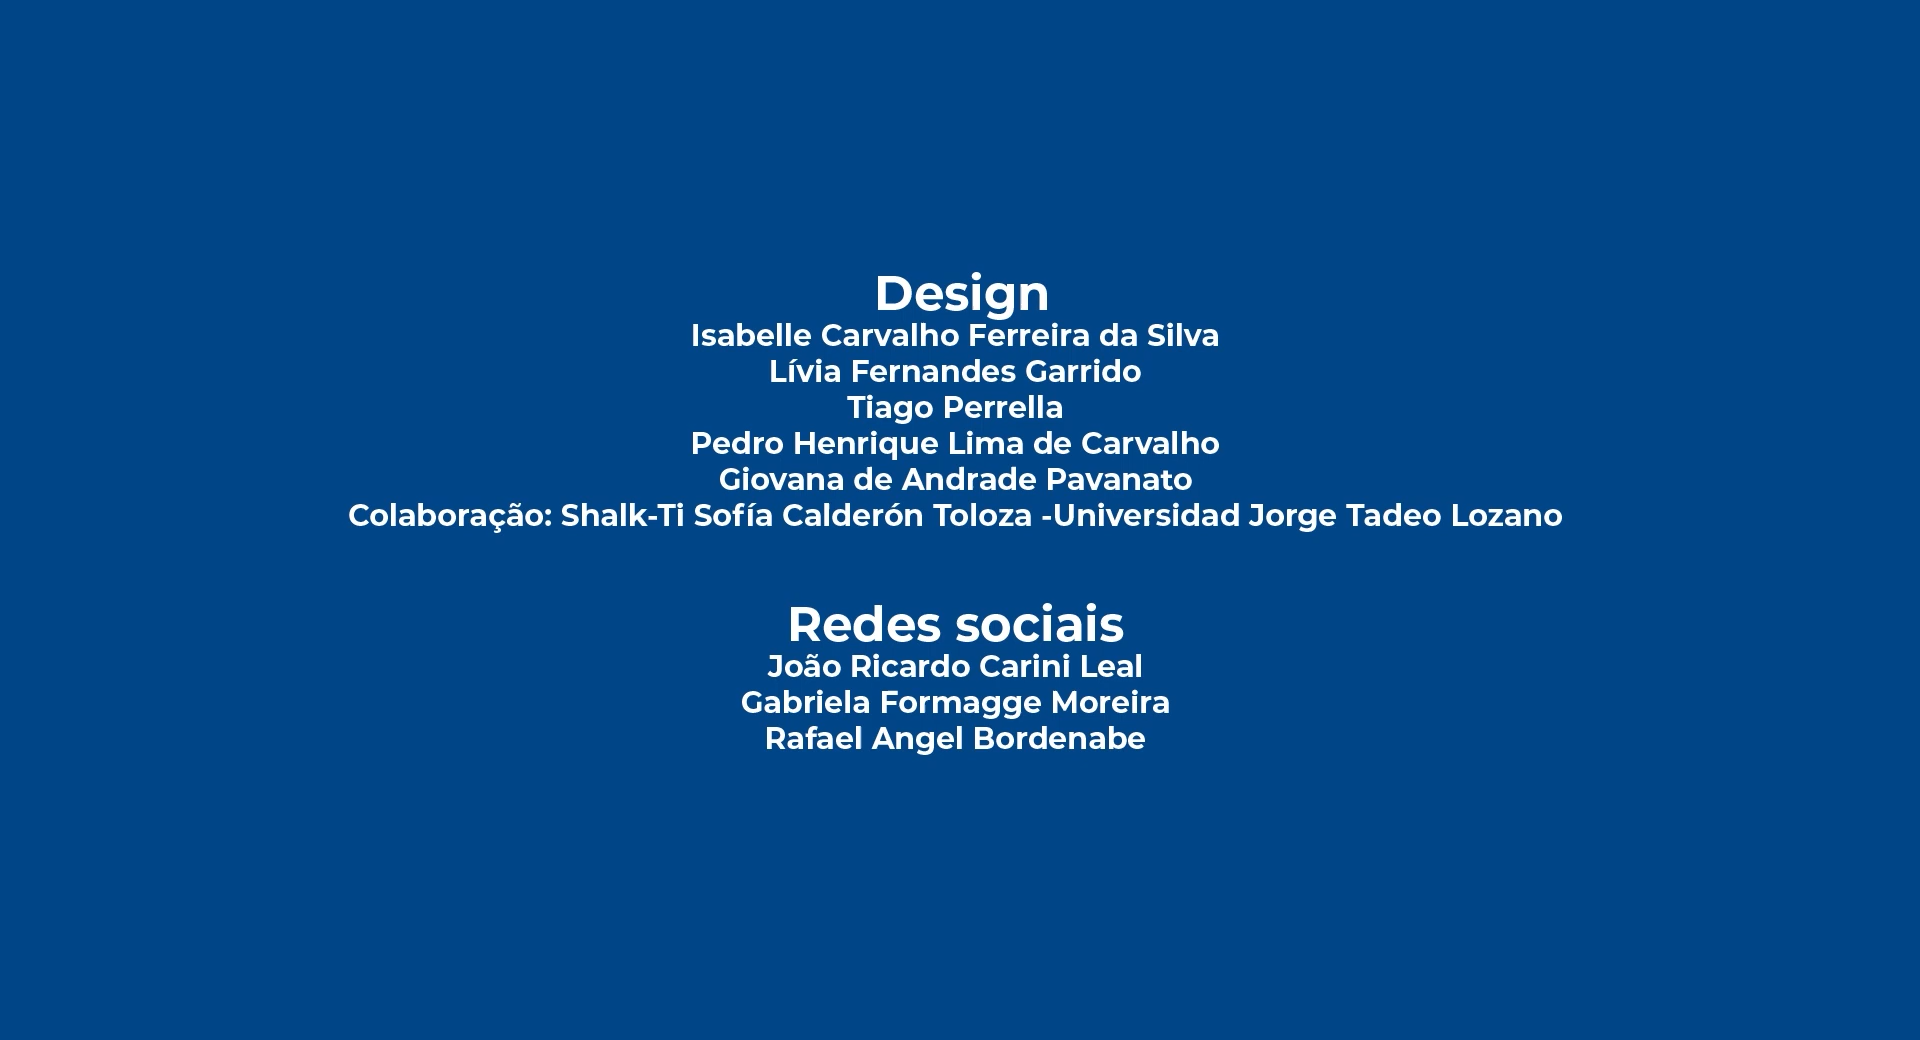 Design
Isabelle Carvalho Ferreira da Silva
Lívia Fernandes Garrido
Tiago Perrella
Pedro Henrique Lima de Carvalho
Giovana de Andrade Pavanato
Colaboração: Shalk-Ti Sofía Calderón Toloza -Universidad Jorge Tadeo Lozano
Redes sociais
João Ricardo Carini Leal
Gabriela Formagge Moreira
Rafael Angel Bordenabe